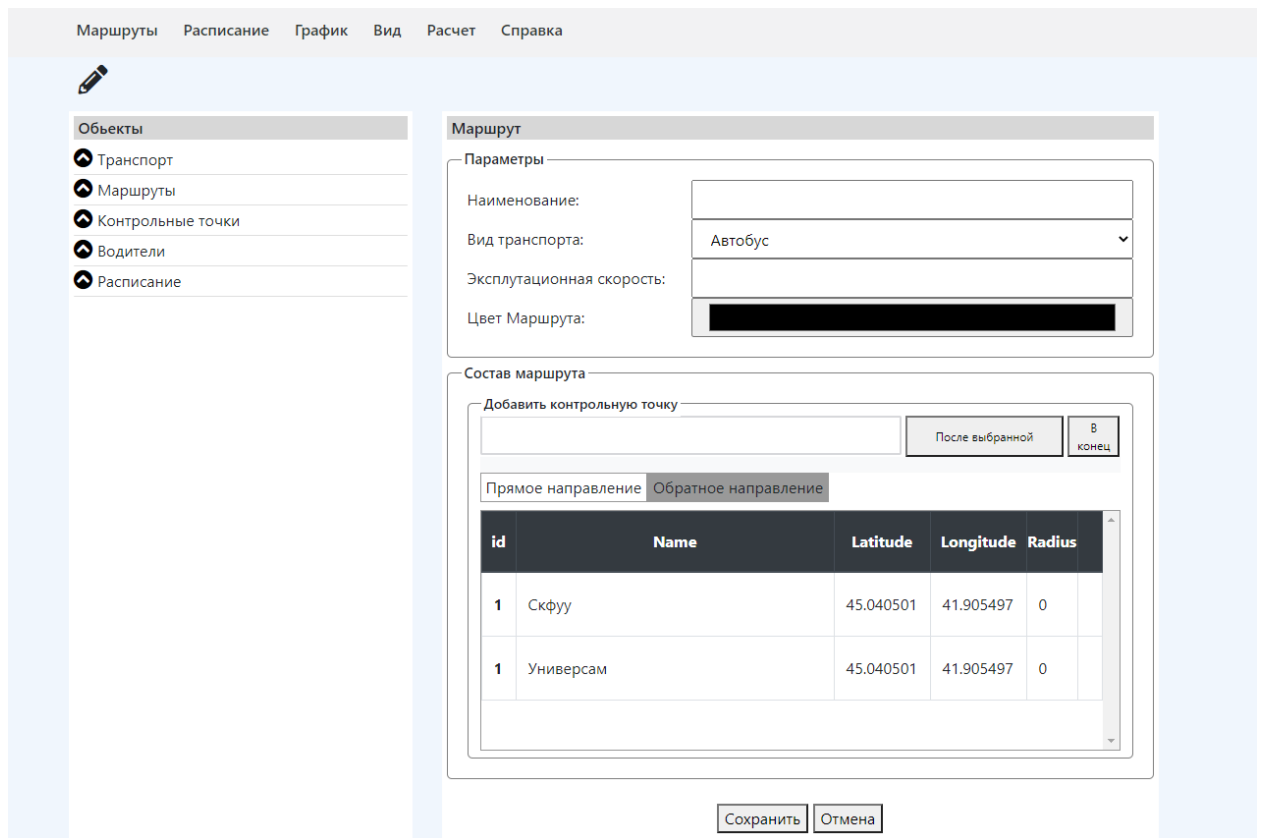 Маршруты Расписание График Вид Расчет Справка
Обьекты
Транспорт
Маршруты
Контрольные точки
Водители
Расписание
Маршрут
Параметры
Наименование:
Вид транспорта: Автобус
Эксплутационная скорость:
Цвет Маршрута:
Состав маршрута
Добавить контрольную точку
После выбранной
В
конец
Прямое направление Обратное направление
id Name Latitude Longitude Radius
1 Скфуу 45.040501 41.905497 0
1 Универсам 45.040501 41.905497 0
Сохранить Отмена